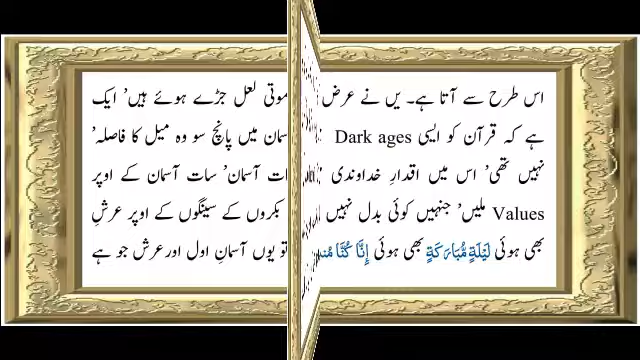 اس طرح سے آتا ہے۔ یں نے عرض
ہے کہ قرآن کو ایسی Dark ages
نہیں تھی’ اس میں اقدارِ خداوندی
Values ملیں’ جنہیں کوئی بدل نہیں
بھی ہوئی لَيْلَةٍ مُّبَارَكَةٍ بھی ہوئی إِنَّا كُنَّا
موتی لعل جڑے ہوئے ہیں’ ایک
سمان میں پانچ سو وہ میل کا فاصلہ’
ات آسمان’ سات آسمان کے اوپر
بکروں کے سینگوں کے اوپر عرشِ
تو یوں آسمانِ اول اور عرش جو ہے